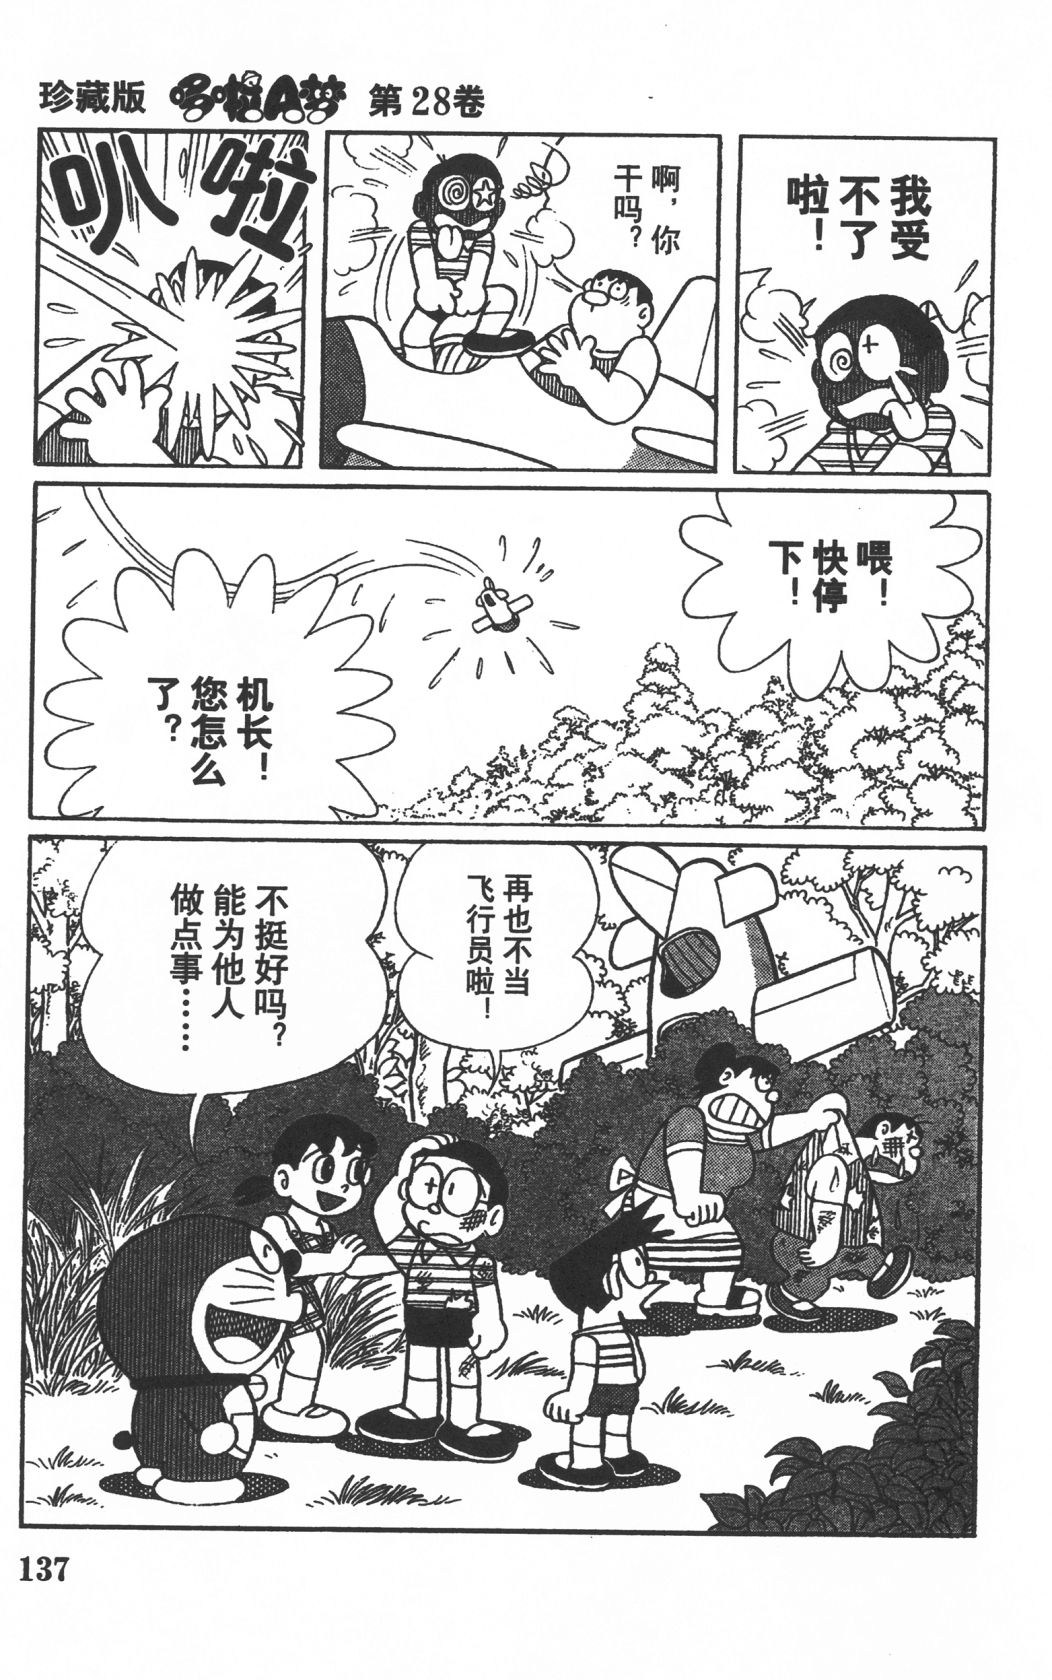 珍藏版 哆啦A梦 第28卷
我受
不了
啦！
啊，你
干吗？
叭啦
喂！
快停
下！
机长！
您怎么
了？
再也不当
飞行员啦！
不挺好吗？
能为他人
做点事……
137